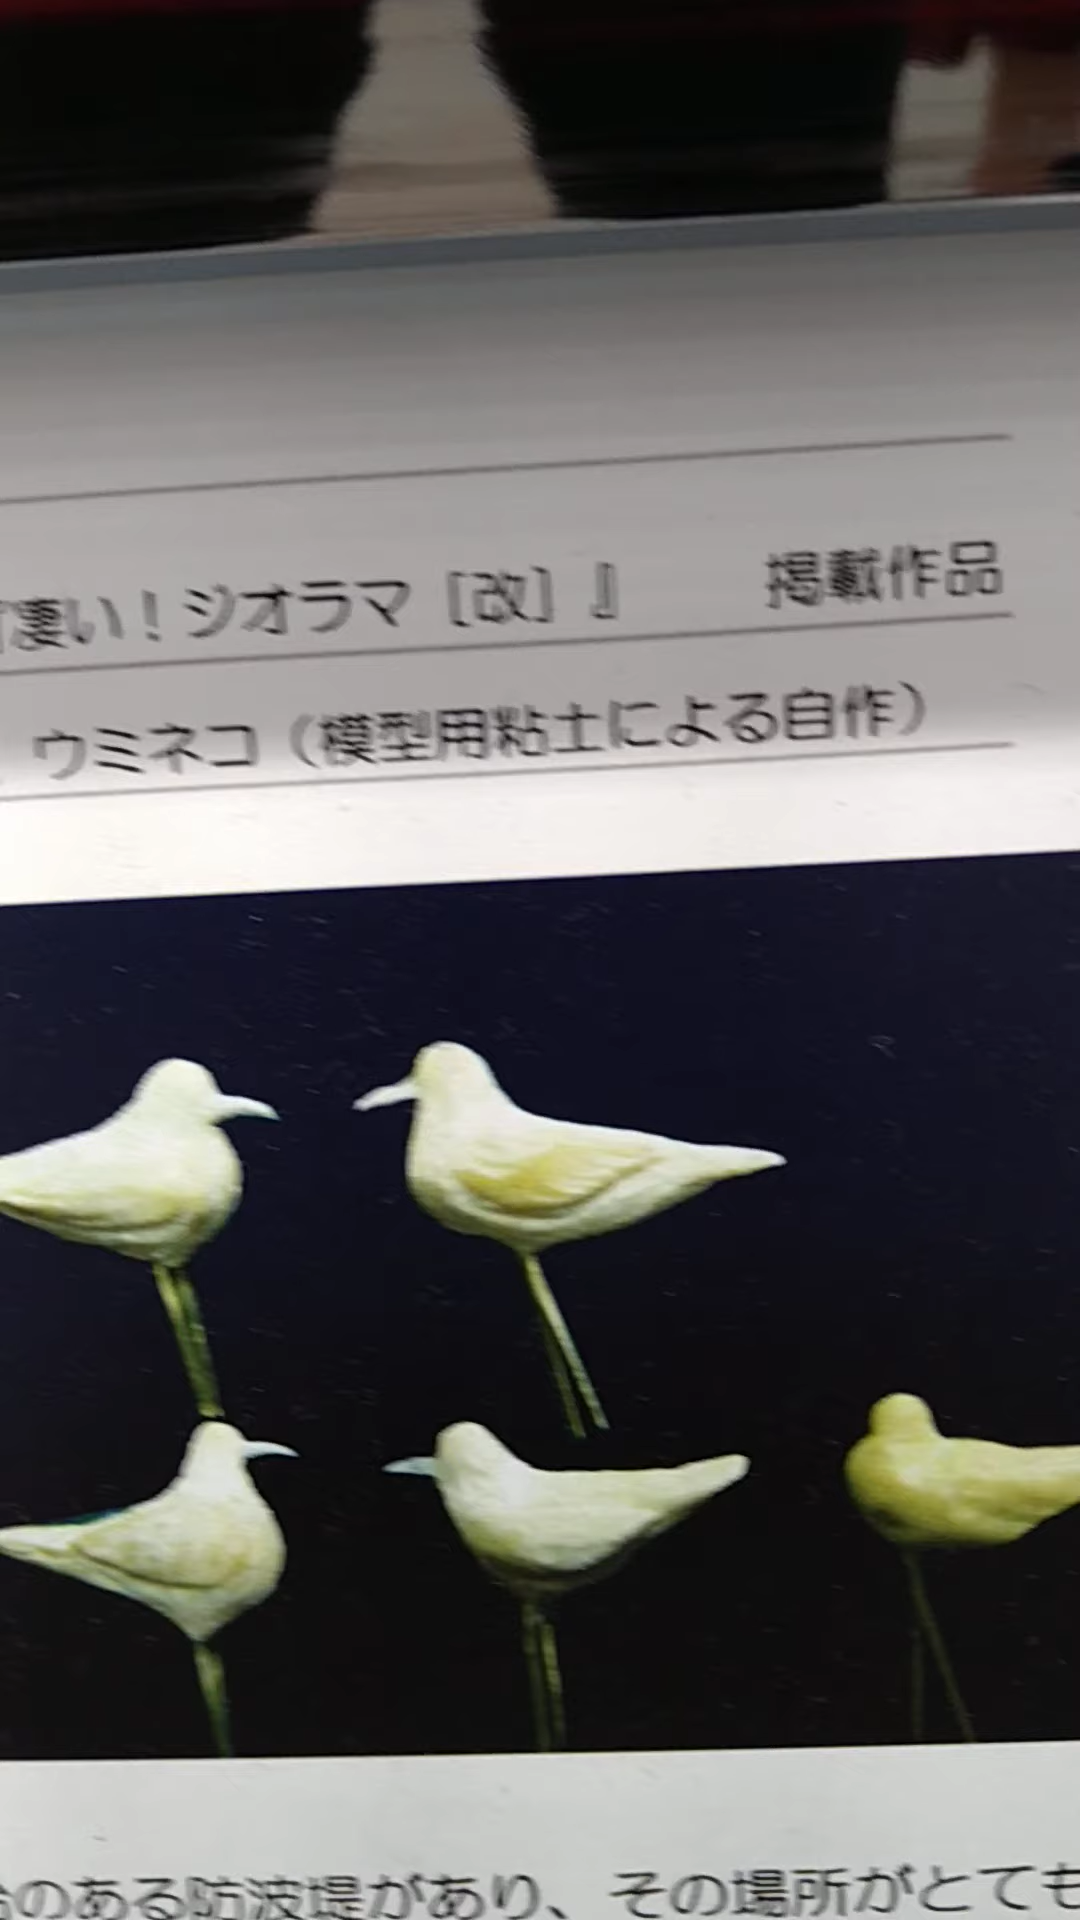 凄い！ジオラマ［改］』　掲載作品
ウミネコ（模型用粘土による自作）
のある防波堤があり、その場所がとても